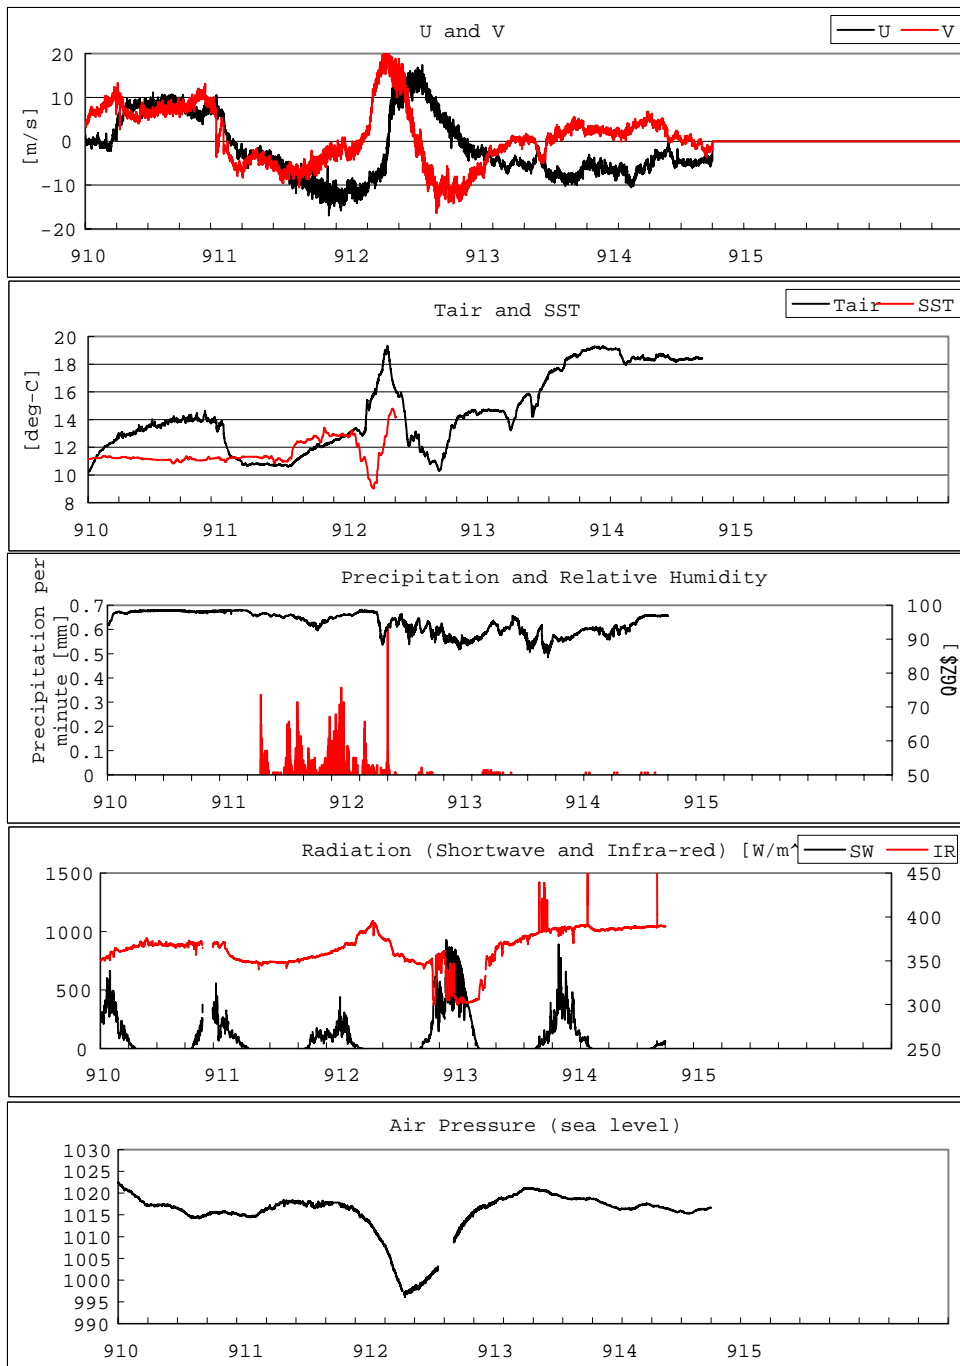 U and V
U V
[m/s]
20
10
0
-10
-20
910 911 912 913 914 915
Tair and SST
Tair SST
[deg-C]
20
18
16
14
12
10
8
910 911 912 913 914 915
Precipitation and Relative Humidity
Precipitation per
minute [mm]
0.7
0.6
0.5
0.4
0.3
0.2
0.1
0
100
90
80
70
60
50
QGZ$ ]
910 911 912 913 914 915
Radiation (Shortwave and Infra-red) [W/m^
SW IR
1500
1000
500
0
450
400
350
300
250
910 911 912 913 914 915
Air Pressure (sea level)
1030
1025
1020
1015
1010
1005
1000
995
990
910 911 912 913 914 915